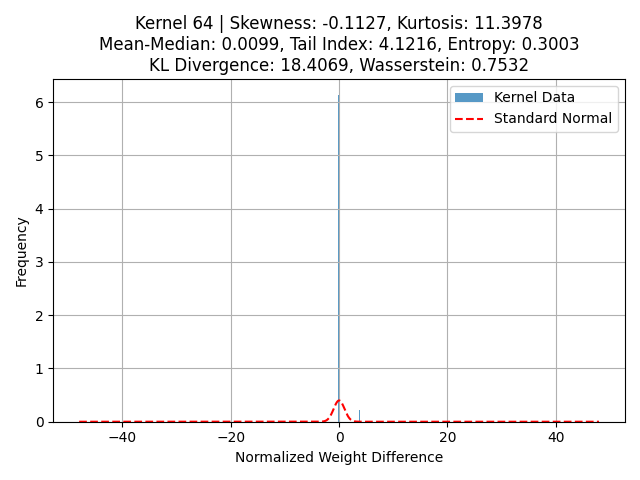 Kernel 64 | Skewness: -0.1127, Kurtosis: 11.3978
Mean-Median: 0.0099, Tail Index: 4.1216, Entropy: 0.3003
KL Divergence: 18.4069, Wasserstein: 0.7532
Kernel Data
Standard Normal
Frequency
6
5
4
3
2
1
0
−40
−20
0
20
40
Normalized Weight Difference